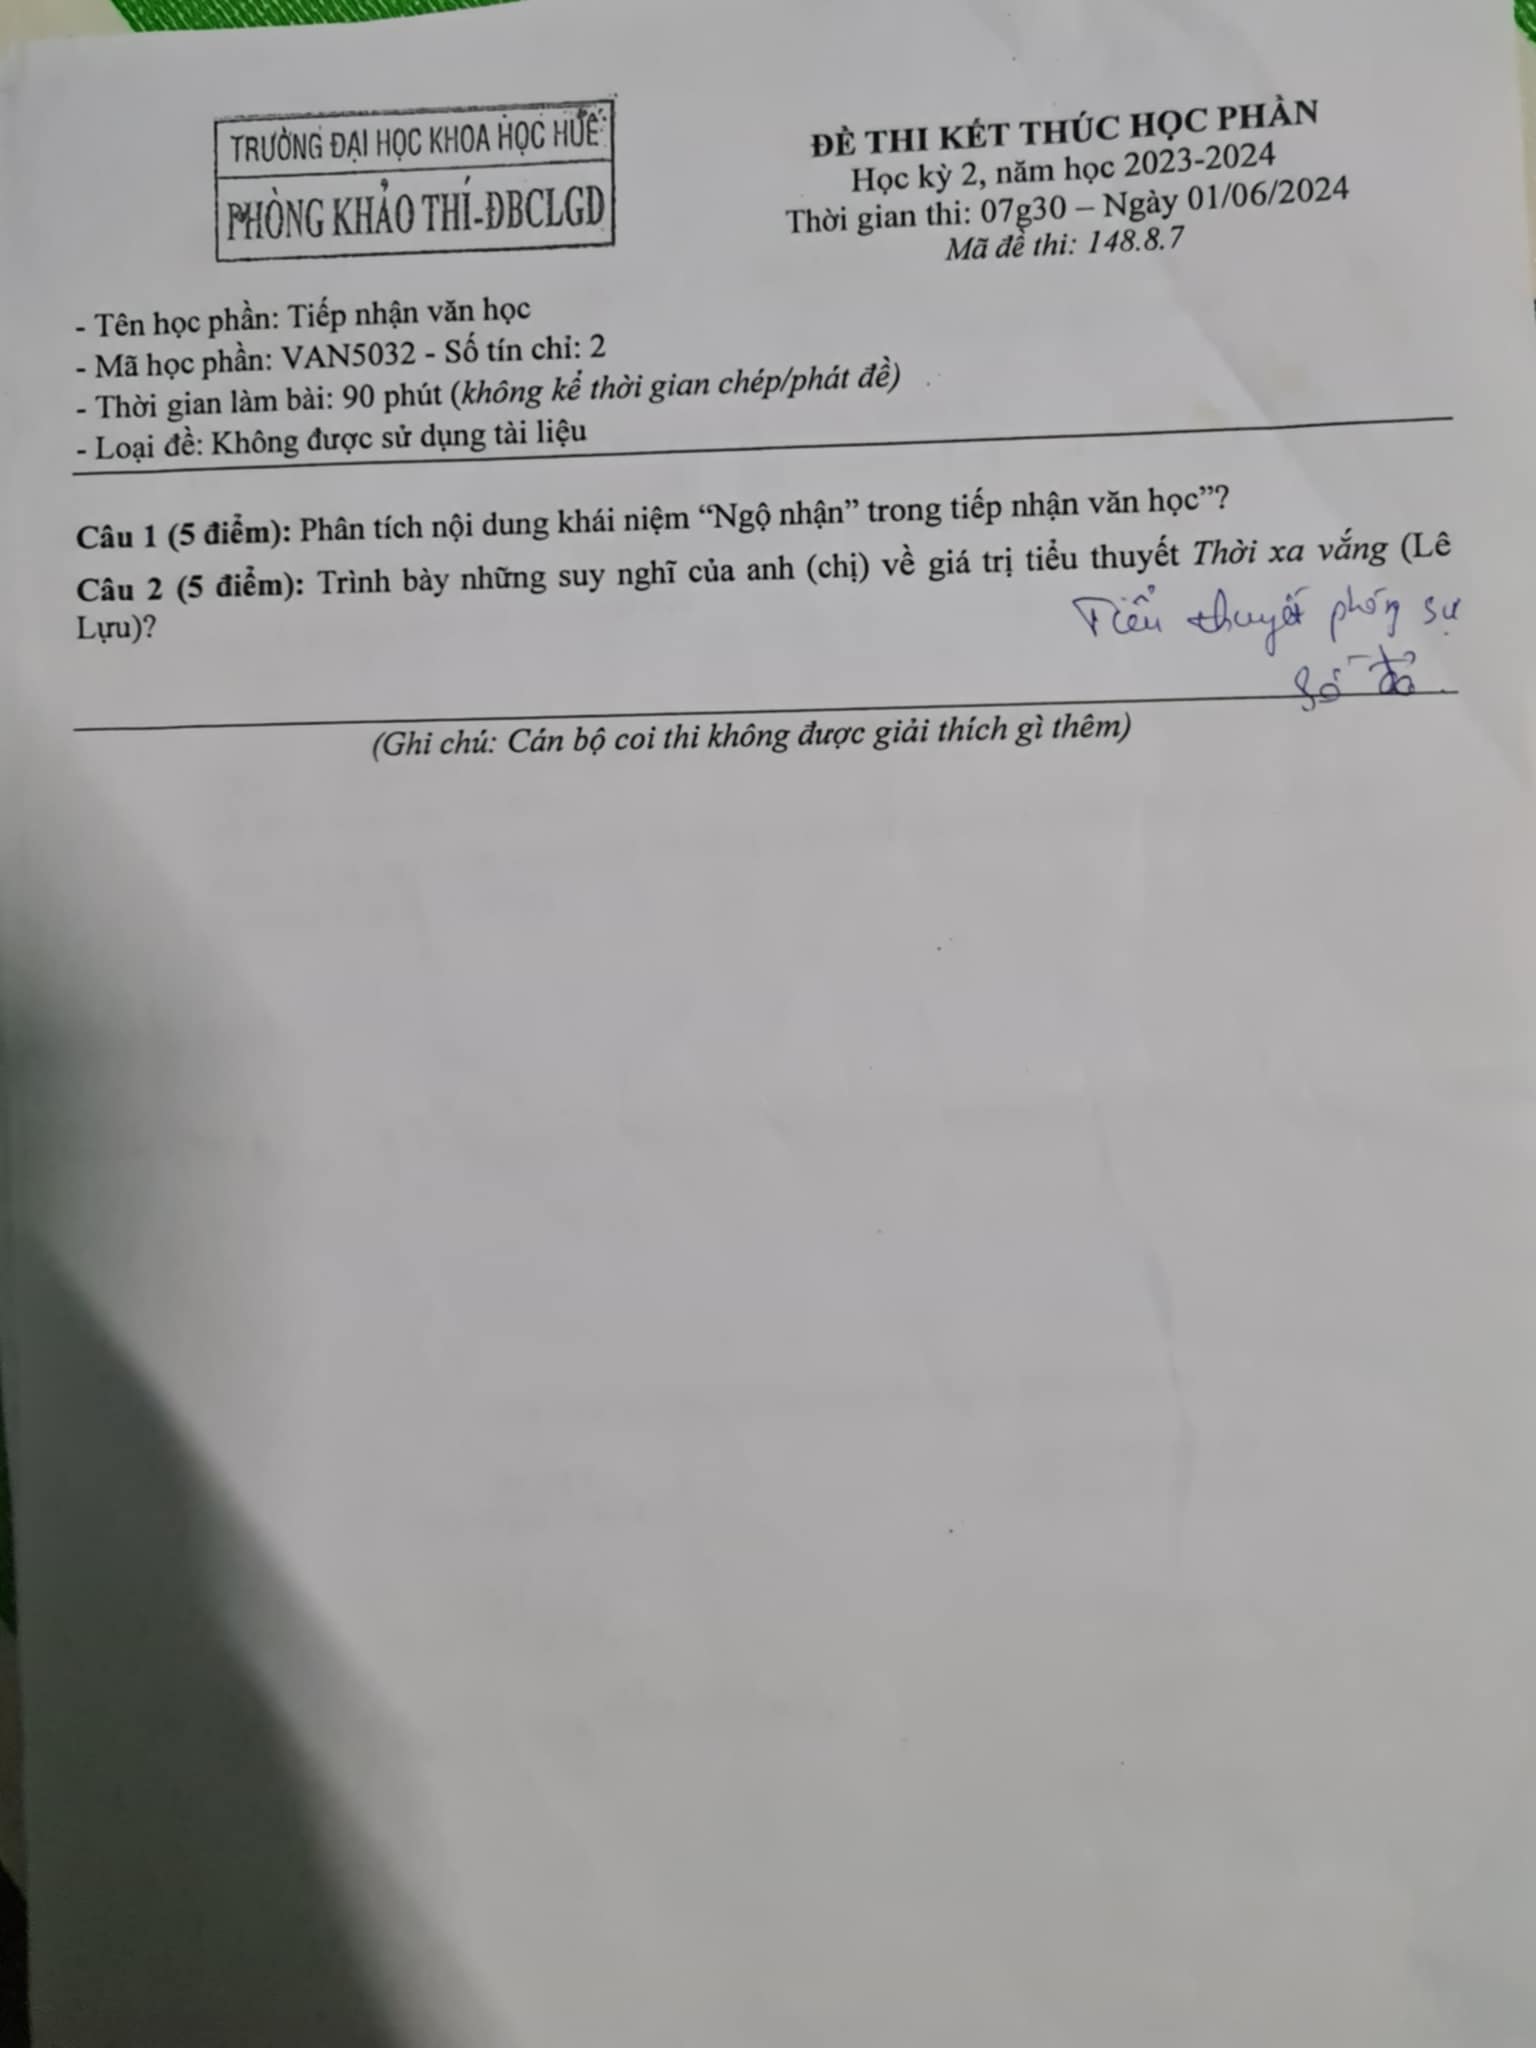 TRƯỜNG ĐẠI HỌC KHOA HỌC HUẾ
PHÒNG KHẢO THÍ-ĐBCLGD
ĐỀ THI KẾT THÚC HỌC PHẦN
Học kỳ 2, năm học 2023-2024
Thời gian thi: 07g30 – Ngày 01/06/2024
Mã đề thi: 148.8.7
- Tên học phần: Tiếp nhận văn học
- Mã học phần: VAN5032 - Số tín chỉ: 2
- Thời gian làm bài: 90 phút (không kể thời gian chép/phát đề)
- Loại đề: Không được sử dụng tài liệu
Câu 1 (5 điểm): Phân tích nội dung khái niệm “Ngộ nhận” trong tiếp nhận văn học”?
Câu 2 (5 điểm): Trình bày những suy nghĩ của anh (chị) về giá trị tiểu thuyết Thời xa vắng (Lê
Lựu)?
Tiểu thuyết phóng sự
Số đỏ.
(Ghi chú: Cán bộ coi thi không được giải thích gì thêm)